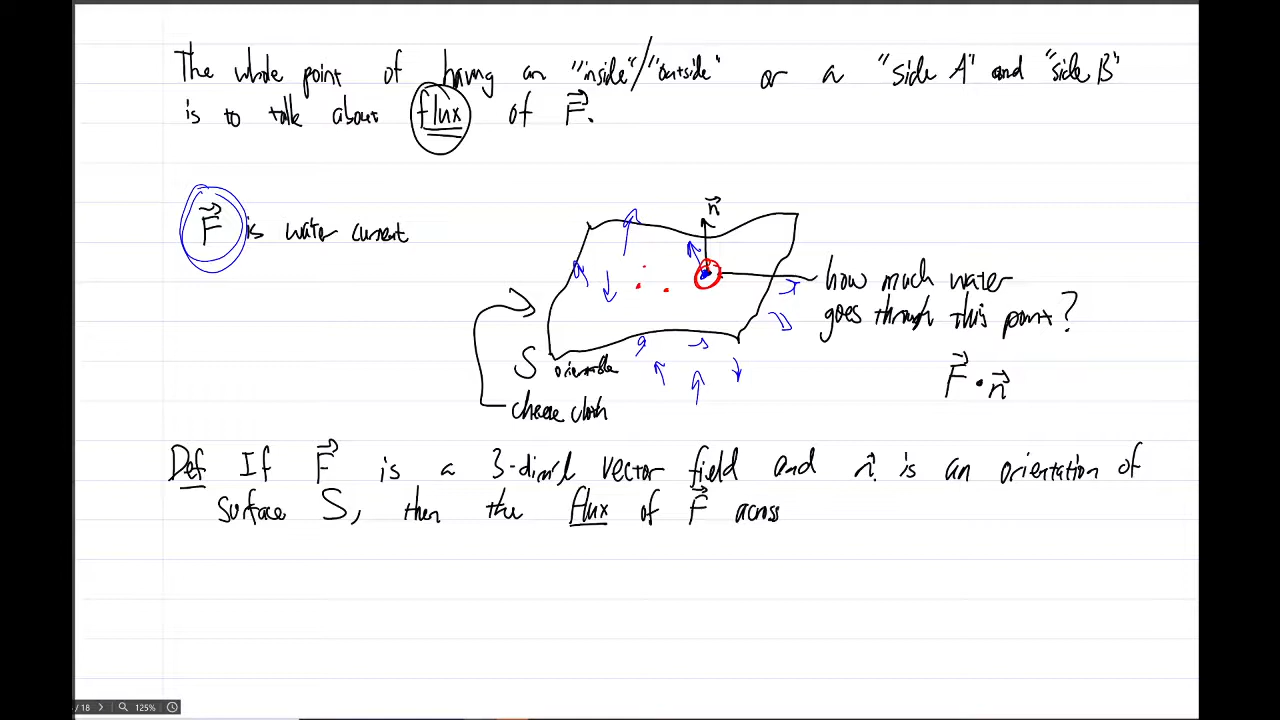 The whole point of having an "inside"/"outside" or a "side A" and "side B"
is to talk about flux of F⃗.
F⃗ is water current
n⃗
how much water
goes through this point?
F⃗ · n⃗
S orientable
cheese cloth
Def If F⃗ is a 3-dim'l vector field and n⃗ is an orientation of
surface S, then the flux of F⃗ across
/ 18 > 125%